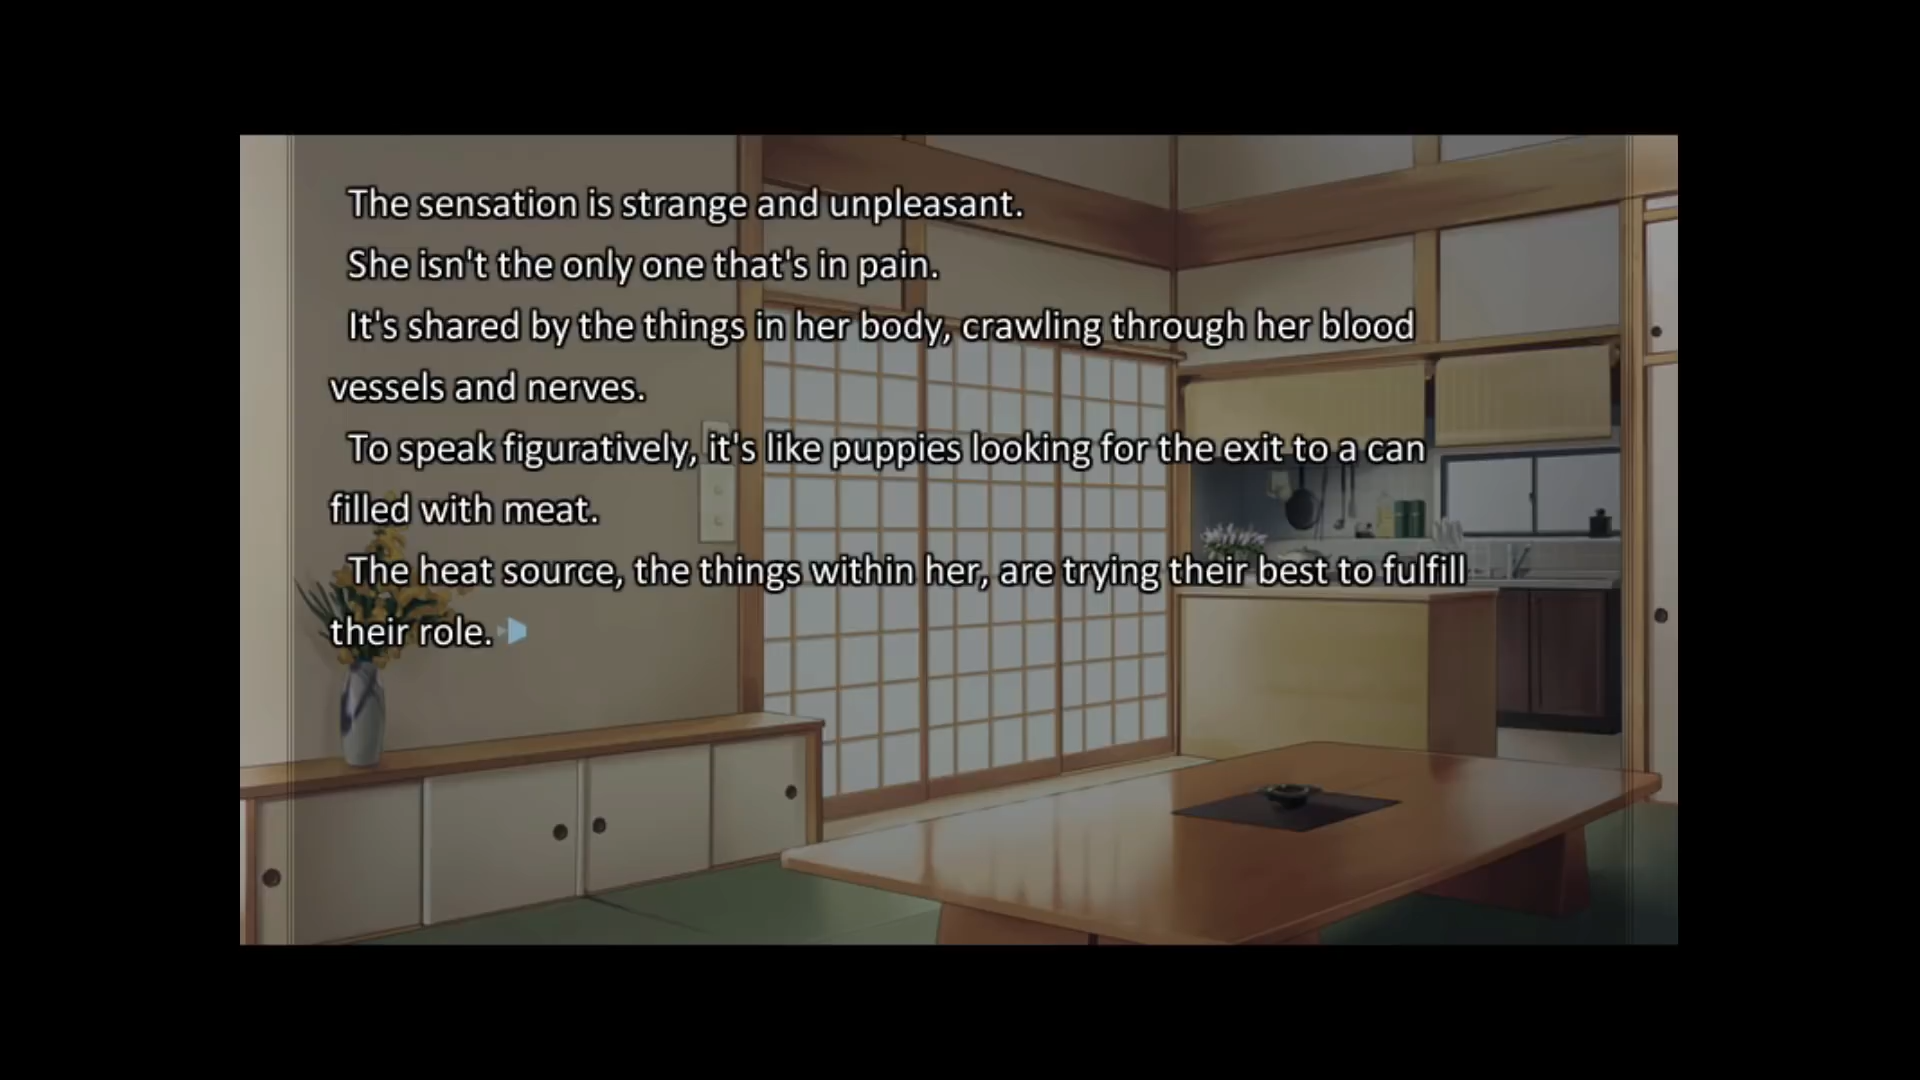 The sensation is strange and unpleasant.
She isn't the only one that's in pain.
It's shared by the things in her body, crawling through her blood
vessels and nerves.
To speak figuratively, it's like puppies looking for the exit to a can
filled with meat.
The heat source, the things within her, are trying their best to fulfill
their role.